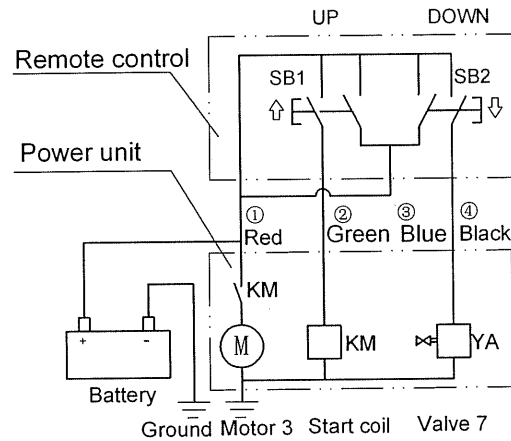 UP DOWN
Remote control
SB1 SB2
Power unit
① ② ③ ④
Red Green Blue Black
KM
+ - M KM YA
Battery
Ground Motor 3 Start coil Valve 7